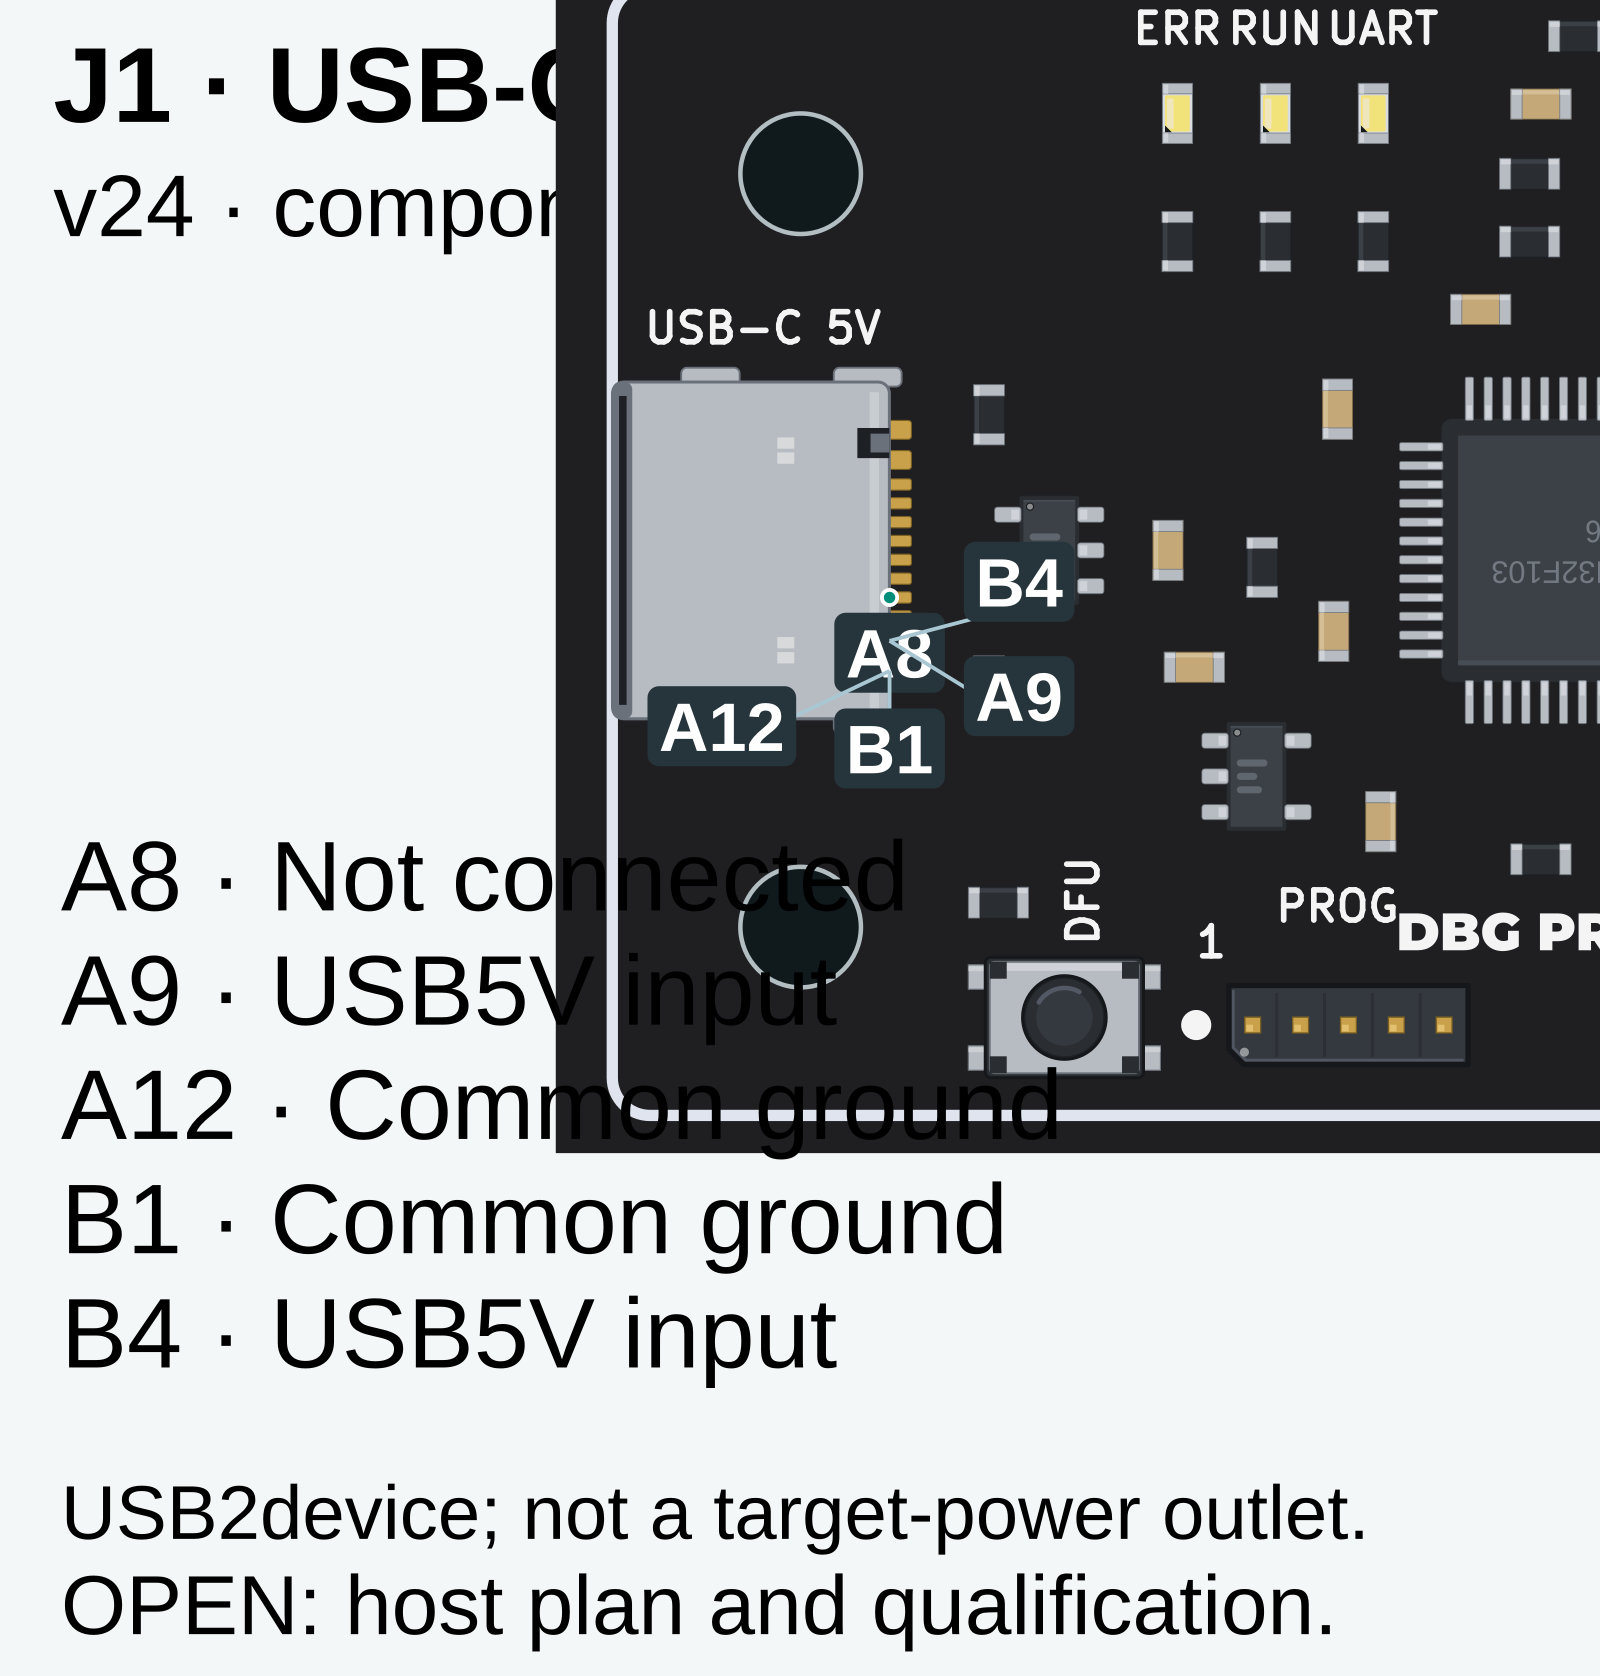 J1 · USB-C
v24 · compon
ERR RUN UART
USB-C 5V
B4
A8
A9
A12
B1
A8 · Not connected
A9 · USB5V input
A12 · Common ground
B1 · Common ground
B4 · USB5V input
DFU
PROG
DBG PR
1
USB2device; not a target-power outlet.
OPEN: host plan and qualification.